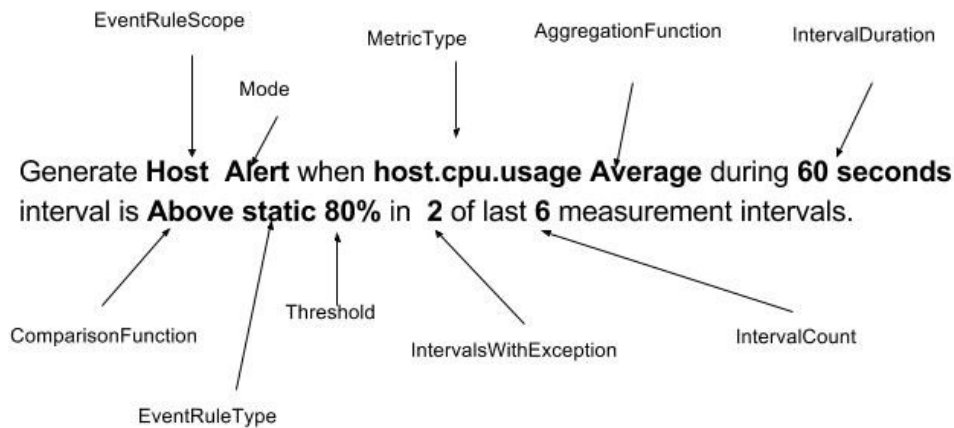 EventRuleScope
MetricType
AggregationFunction
IntervalDuration
Mode
Generate Host Alert when host.cpu.usage Average during 60 seconds
interval is Above static 80% in 2 of last 6 measurement intervals.
Threshold
ComparisonFunction
IntervalsWithException
IntervalCount
EventRuleType